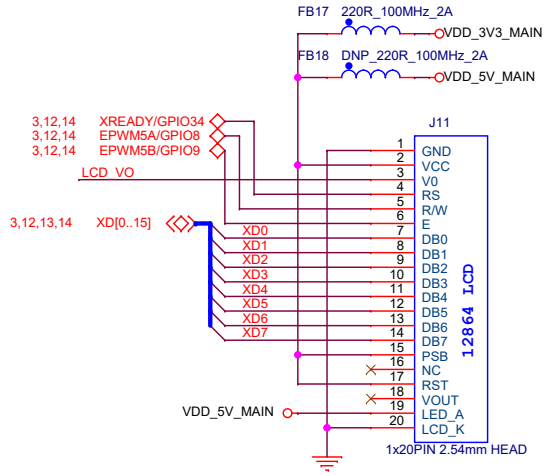 FB17 220R_100MHz_2A
VDD_3V3_MAIN
FB18 DNP_220R_100MHz_2A
VDD_5V_MAIN
J11
3,12,14 XREADY/GPIO34
3,12,14 EPWM5A/GPIO8
3,12,14 EPWM5B/GPIO9
LCD_VO
3,12,13,14 XD[0..15]
XD0
XD1
XD2
XD3
XD4
XD5
XD6
XD7
1 GND
2 VCC
3 V0
4 RS
5 R/W
6 E
7 DB0
8 DB1
9 DB2
10 DB3
11 DB4
12 DB5
13 DB6
14 DB7
15 PSB
16 NC
17 RST
18 VOUT
19 LED_A
20 LCD_K
12864 LCD
VDD_5V_MAIN
1x20PIN 2.54mm HEAD